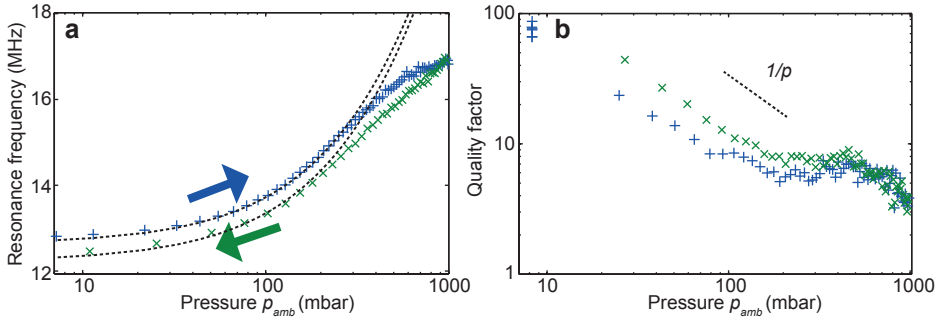 a
Resonance frequency (MHz)
18
16
14
12
10
100
1000
Pressure p_amb (mbar)
b
Quality factor
100
10
1
1/p
10
100
1000
Pressure p_amb (mbar)